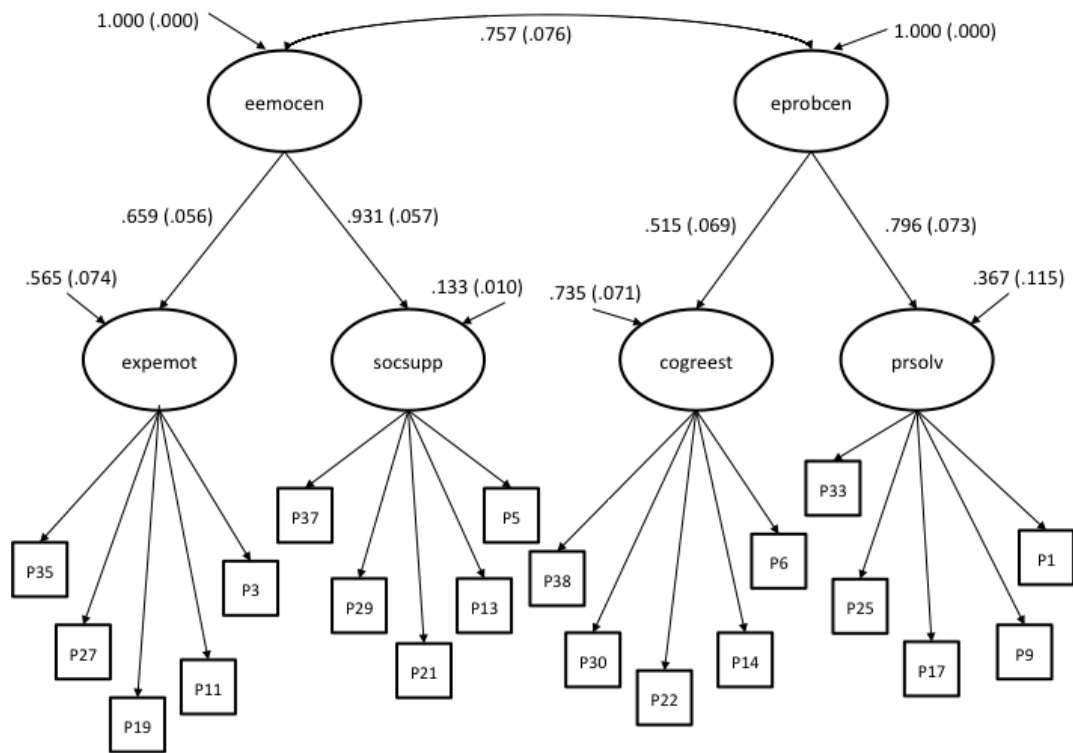 1.000 (.000)
.757 (.076)
1.000 (.000)
eemocen
eprobcen
.659 (.056)
.931 (.057)
.515 (.069)
.796 (.073)
.565 (.074)
.133 (.010)
.735 (.071)
.367 (.115)
expemot
socsupp
cogreest
prsolv
P35
P27
P19
P11
P3
P37
P29
P21
P13
P5
P38
P30
P22
P14
P6
P33
P25
P17
P9
P1